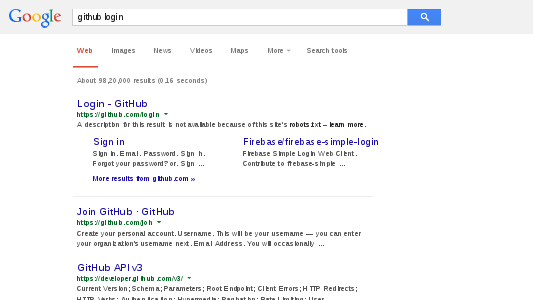 Google github login
Web Images News Videos Maps More Search tools
About 98,20,000 results (0.16 seconds)
Login - GitHub
https://github.com/login
A description for this result is not available because of this site's robots.txt – learn more.
Sign in Firebase/firebase-simple-login
Sign in. Email. Password. Sign in. Firebase Simple Login Web Client.
Forgot your password? or. Sign ... Contribute to firebase-simple ...
More results from github.com »
Join GitHub · GitHub
https://github.com/join
Create your personal account. Username. This will be your username — you can enter
your organization's username next. Email Address. You will occasionally ...
GitHub API v3
https://developer.github.com/v3/
Current Version; Schema; Parameters; Root Endpoint; Client Errors; HTTP Redirects;
HTTP Verbs; Authentication; Hypermedia; Pagination; Rate Limiting; User